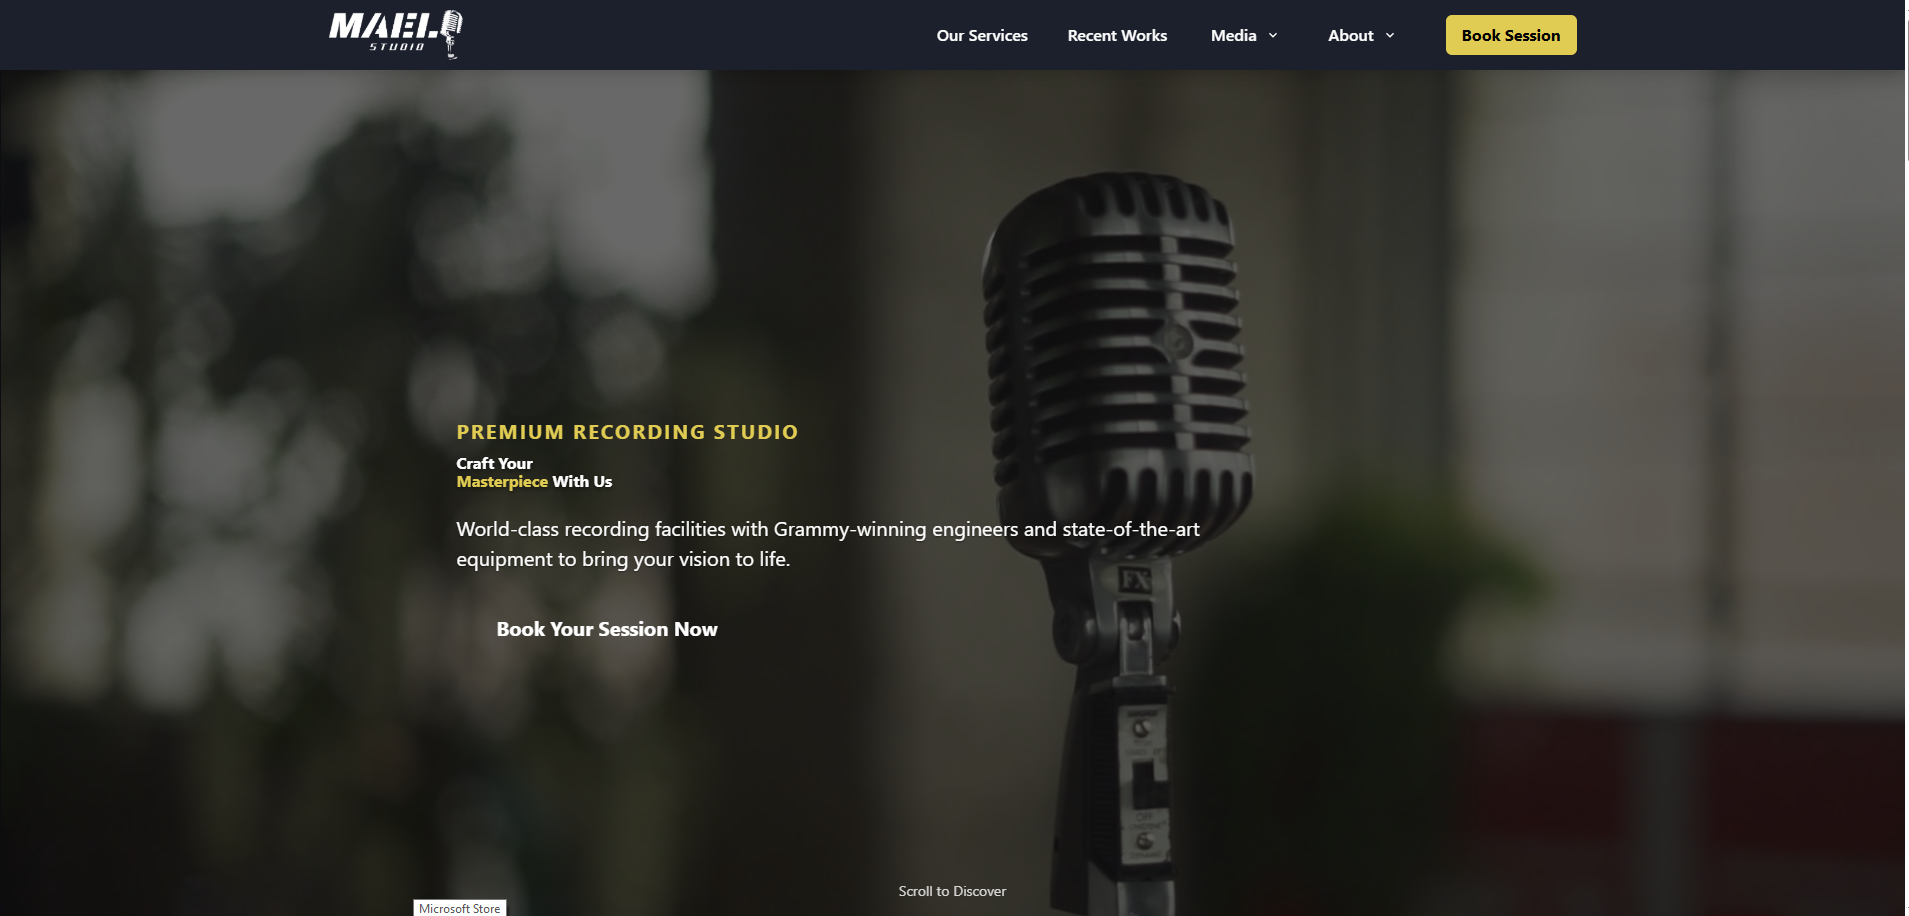 MAEL
STUDIO
Our Services
Recent Works
Media
About
Book Session
PREMIUM RECORDING STUDIO
Craft Your
Masterpiece With Us
World-class recording facilities with Grammy-winning engineers and state-of-the-art
equipment to bring your vision to life.
FX
Book Your Session Now
OFF
Scroll to Discover
Microsoft Store